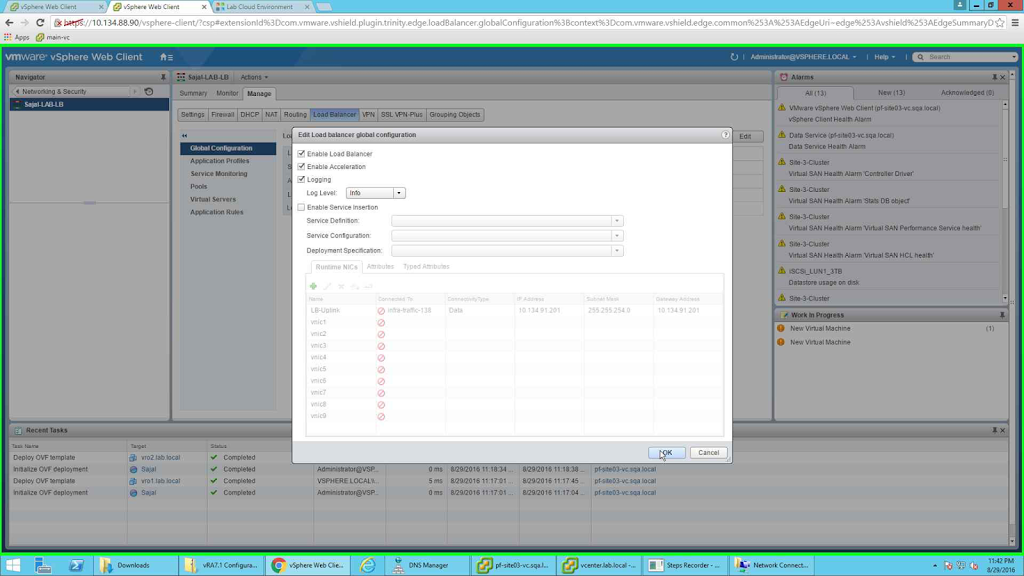 vSphere Web Client
vSphere Web Client
Lab Cloud Environment
https://10.134.88.90/vsphere-client/?csp#extensionId%3Dcom.vmware.vshield.plugin.trinity.edge.loadBalancer.globalConfiguration%3Bcontext%3Dcom.vmware.vshield.edge.common%253A%253AEdgeUri~edge%253Avshield%253AEdgeSummaryD
Apps main-vc
vmware® vSphere Web Client
Administrator@VSPHERE.LOCAL Help Search
Navigator
Networking & Security
Sajal-LAB-LB
Sajal-LAB-LB Actions
Summary Monitor Manage
Settings Firewall DHCP NAT Routing Load Balancer VPN SSL VPN-Plus Grouping Objects
Global Configuration
Application Profiles
Service Monitoring
Pools
Virtual Servers
Application Rules
Edit
Edit Load balancer global configuration
Enable Load Balancer
Enable Acceleration
Logging
Log Level: Info
Enable Service Insertion
Service Definition:
Service Configuration:
Deployment Specification:
Runtime NICs Attributes Typed Attributes
Name Connected To ConnectivityType IP Address Subnet Mask Gateway Address
LB-Uplink infra-traffic-138 Data 10.134.91.201 255.255.254.0 10.134.91.201
vnic1
vnic2
vnic3
vnic4
vnic5
vnic6
vnic7
vnic8
vnic9
OK Cancel
Alarms
All (13) New (13) Acknowledged (0)
VMware vSphere Web Client (pf-site03-vc.sqa.local)
vSphere Client Health Alarm
Data Service (pf-site03-vc.sqa.local)
Data Service Health Alarm
Site-3-Cluster
Virtual SAN Health Alarm 'Controller Driver'
Site-3-Cluster
Virtual SAN Health Alarm 'Stats DB object'
Site-3-Cluster
Virtual SAN Health Alarm 'Virtual SAN Performance Service health'
Site-3-Cluster
Virtual SAN Health Alarm 'Virtual SAN HCL health'
iSCSi_LUN1_3TB
Datastore usage on disk
Site-3-Cluster
Work In Progress
New Virtual Machine (1)
New Virtual Machine
Recent Tasks
Task Name Target Status
Deploy OVF template vro2.lab.local Completed
Initialize OVF deployment Sajal Completed Administrator@VSP... 0 ms 8/29/2016 11:18:34 ... 8/29/2016 11:18:38 ... pf-site03-vc.sqa.local
Deploy OVF template vro1.lab.local Completed VSPHERE.LOCAL\... 5 ms 8/29/2016 11:17:01 ... 8/29/2016 11:17:45 ... pf-site03-vc.sqa.local
Initialize OVF deployment Sajal Completed Administrator@VSP... 0 ms 8/29/2016 11:17:01 ... 8/29/2016 11:17:04 ... pf-site03-vc.sqa.local
Downloads vRA7.1 Configura... vSphere Web Clie... DNS Manager pf-site03-vc.sqa.l... vcenter.lab.local -... Steps Recorder - ... Network Connect...
11:42 PM
8/29/2016